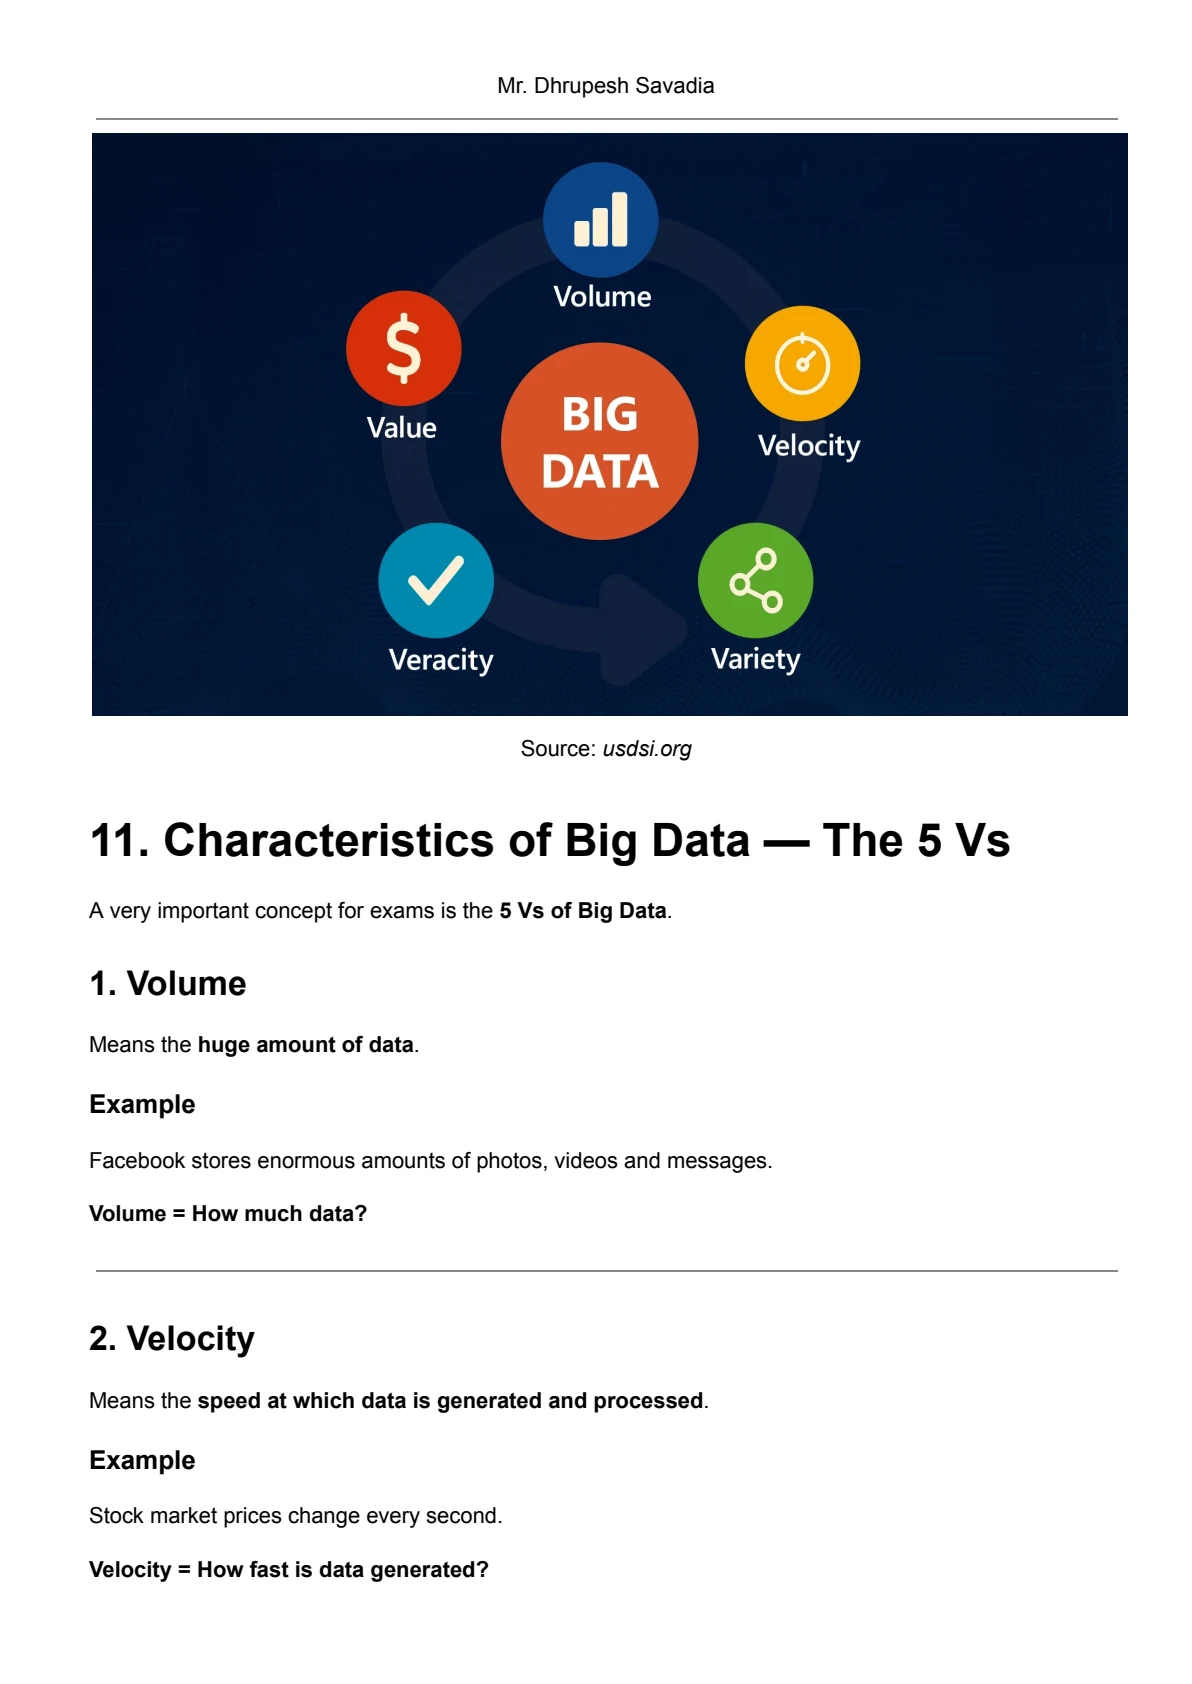 Mr. Dhrupesh Savadia
Volume
$
Value
BIG
DATA
Velocity
Veracity
Variety
Source: usdsi.org
11. Characteristics of Big Data — The 5 Vs
A very important concept for exams is the 5 Vs of Big Data.
1. Volume
Means the huge amount of data.
Example
Facebook stores enormous amounts of photos, videos and messages.
Volume = How much data?
2. Velocity
Means the speed at which data is generated and processed.
Example
Stock market prices change every second.
Velocity = How fast is data generated?